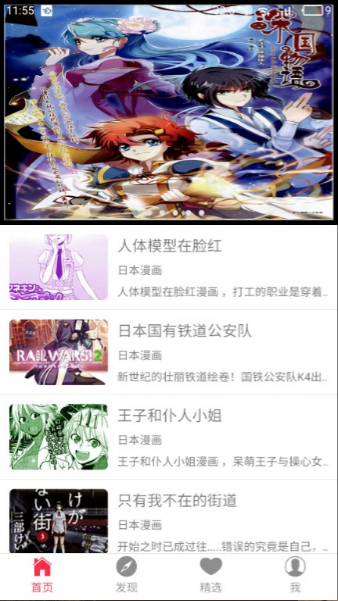 11:55
9
深国物语
人体模型在脸红
日本漫画
人体模型在脸红漫画，打工的职业是穿着..
日本国有铁道公安队
日本漫画
新世纪的壮丽铁道绘卷！国铁公安队K4出..
RAIL WARS! 2
王子和仆人小姐
日本漫画
王子和仆人小姐漫画，呆萌王子与操心女..
只有我不在的街道
日本漫画
开始之时已成过往.....错误的究竟是自己，..
けが
ない街
3
三部けい
首页
发现
精选
我